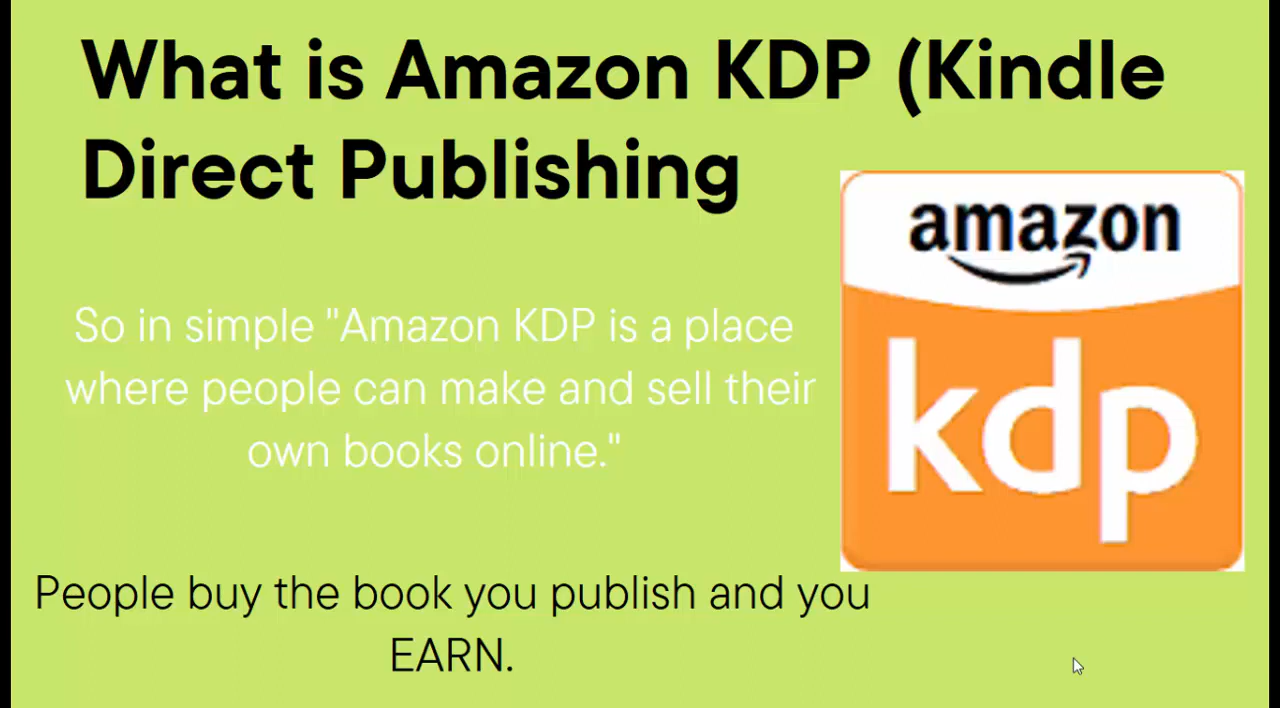 What is Amazon KDP (Kindle
Direct Publishing
amazon
kdp
So in simple "Amazon KDP is a place
where people can make and sell their
own books online."
People buy the book you publish and you
EARN.